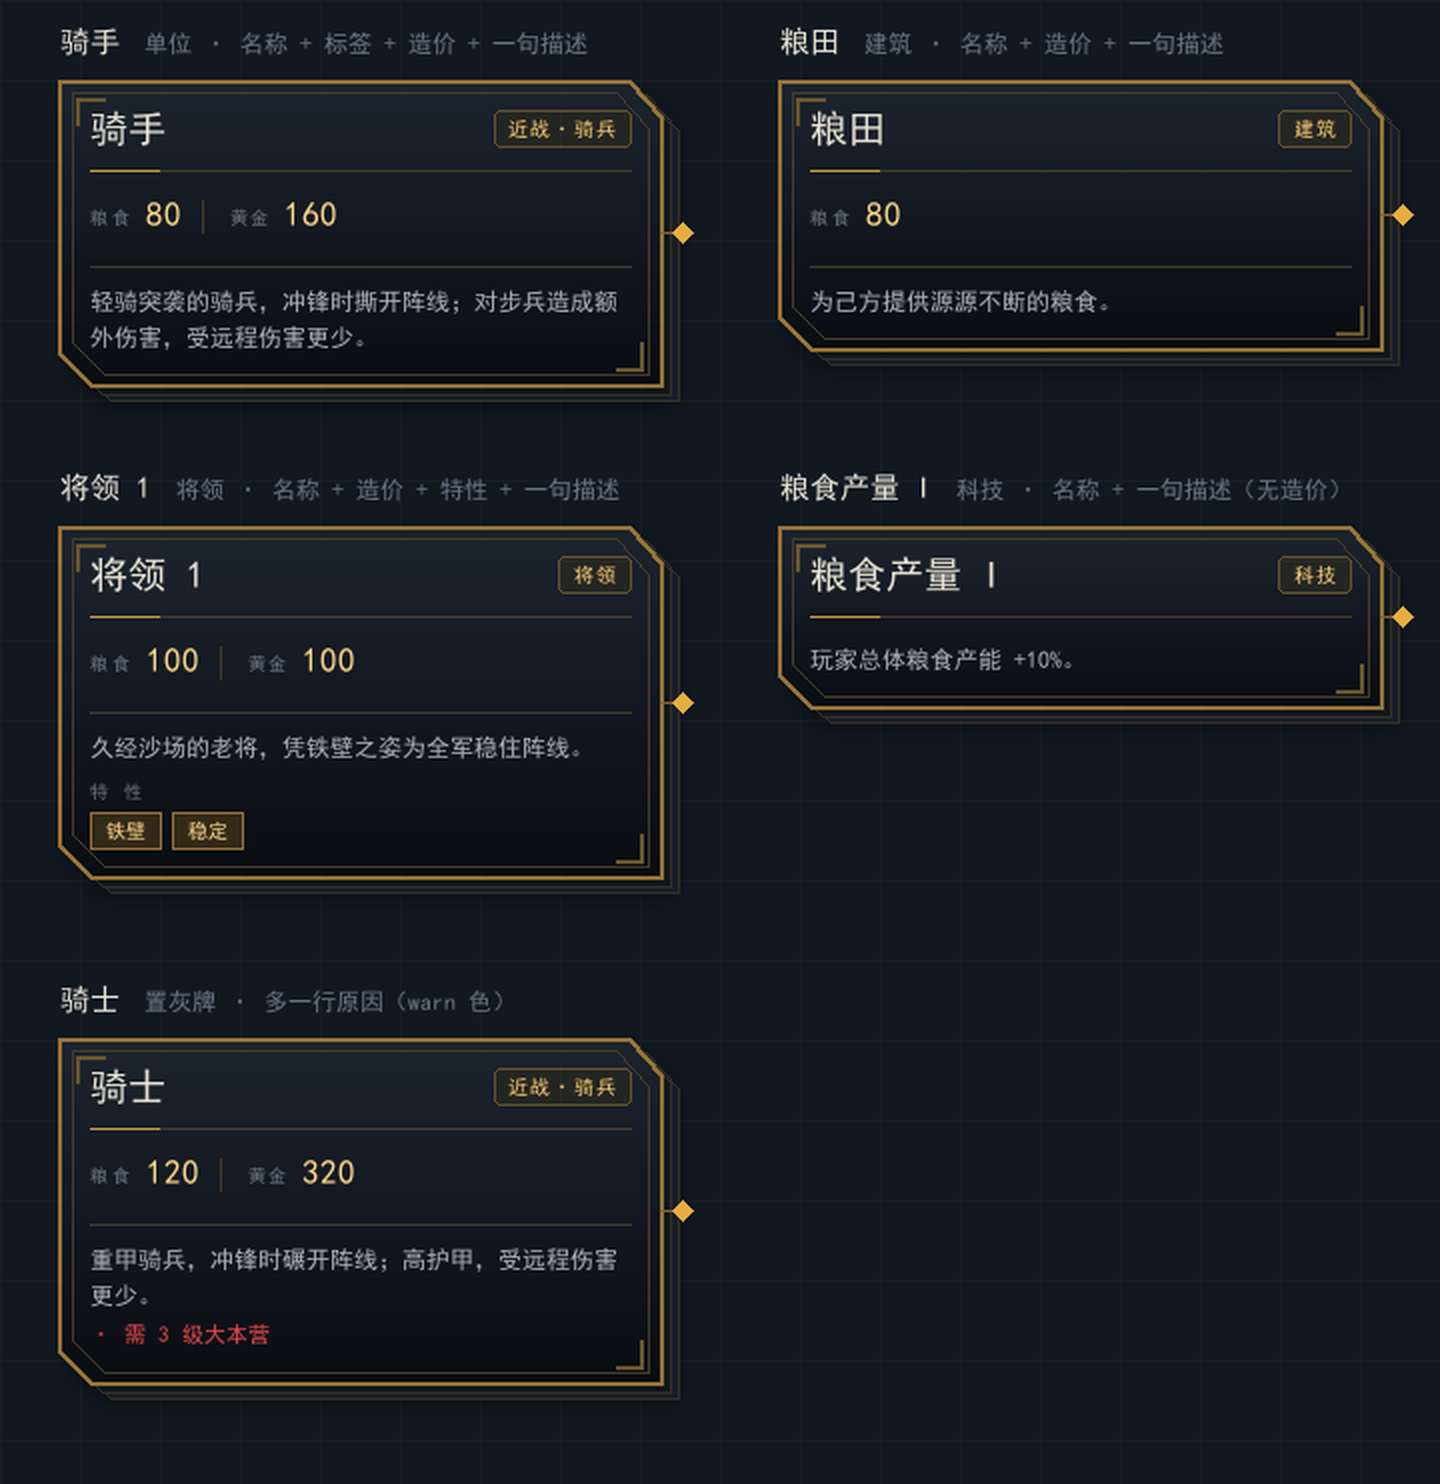 骑手 单位 · 名称 + 标签 + 造价 + 一句描述
骑手 近战·骑兵
粮食 80 黄金 160
轻骑突袭的骑兵，冲锋时撕开阵线；对步兵造成额
外伤害，受远程伤害更少。
粮田 建筑 · 名称 + 造价 + 一句描述
粮田 建筑
粮食 80
为己方提供源源不断的粮食。
将领 1 将领 · 名称 + 造价 + 特性 + 一句描述
将领 1 将领
粮食 100 黄金 100
久经沙场的老将，凭铁壁之姿为全军稳住阵线。
特 性
铁壁 稳定
粮食产量 I 科技 · 名称 + 一句描述（无造价）
粮食产量 I 科技
玩家总体粮食产能 +10%。
骑士 置灰牌 · 多一行原因（warn 色）
骑士 近战·骑兵
粮食 120 黄金 320
重甲骑兵，冲锋时碾开阵线；高护甲，受远程伤害
更少。
· 需 3 级大本营